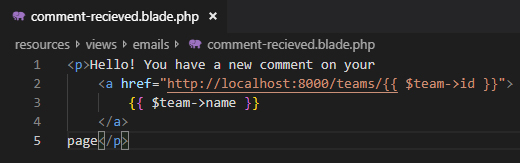 comment-recieved.blade.php ×
resources > views > emails > comment-recieved.blade.php
1 <p>Hello! You have a new comment on your
2     <a href="http://localhost:8000/teams/{{ $team->id }}">
3         {{ $team->name }}
4     </a>
5 page</p>